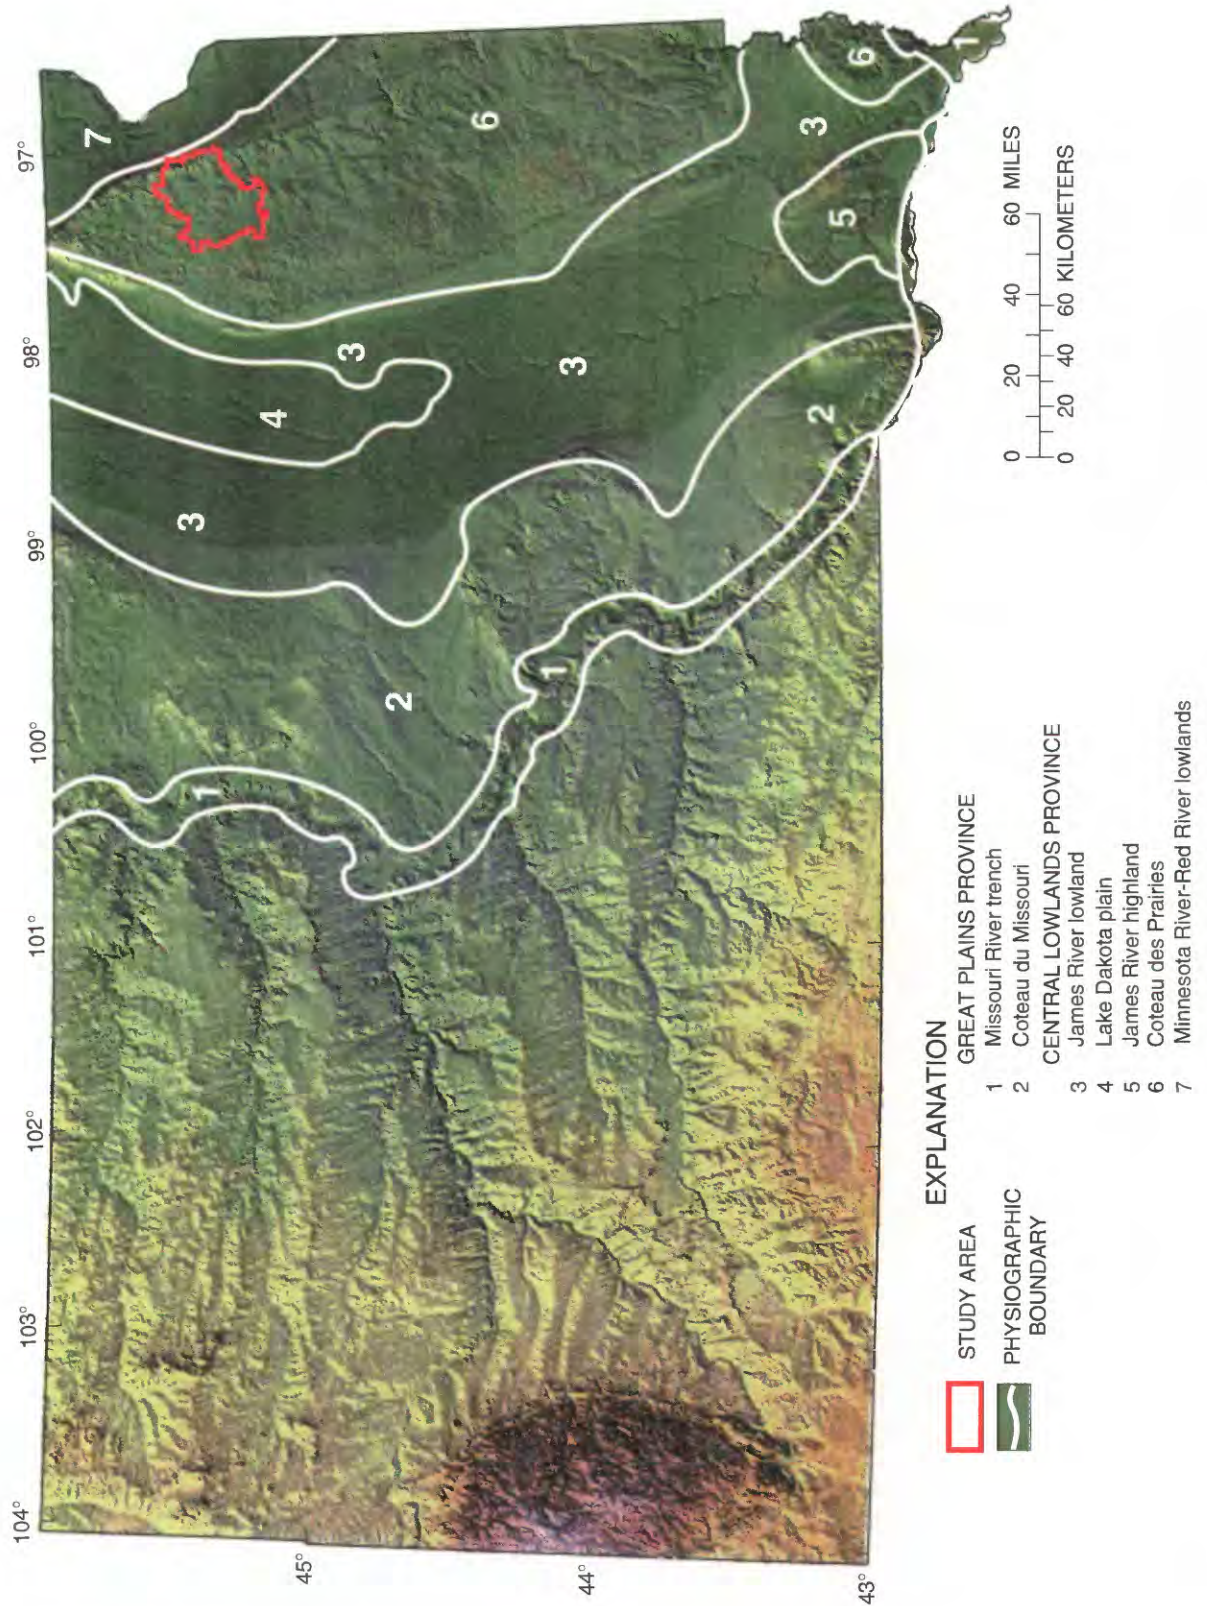 104°
103°
102°
101°
100°
99°
98°
97°
45°
44°
43°
1
2
3
4
3
7
6
1
3
2
5
3
6
1
EXPLANATION
STUDY AREA
PHYSIOGRAPHIC
BOUNDARY
GREAT PLAINS PROVINCE
1 Missouri River trench
2 Coteau du Missouri
CENTRAL LOWLANDS PROVINCE
3 James River lowland
4 Lake Dakota plain
5 James River highland
6 Coteau des Prairies
7 Minnesota River-Red River lowlands
0 20 40 60 MILES
0 20 40 60 KILOMETERS